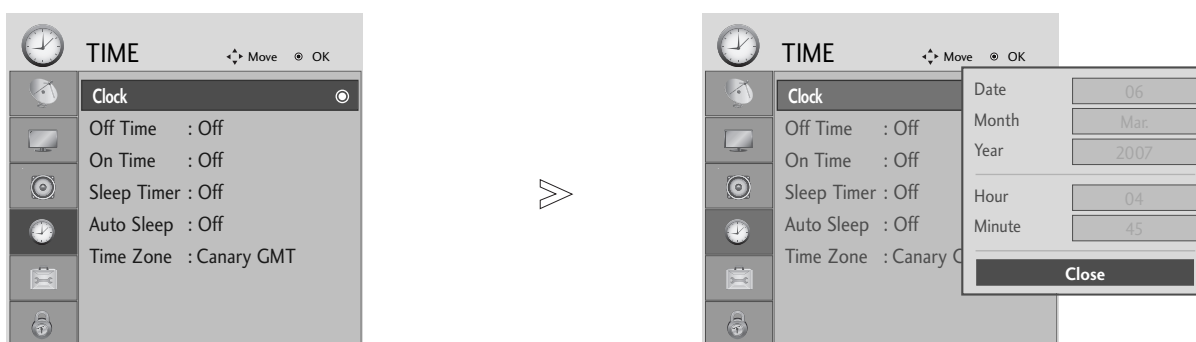 TIME
Move OK
Clock
Off Time : Off
On Time : Off
Sleep Timer : Off
Auto Sleep : Off
Time Zone : Canary GMT
TIME
Move OK
Clock
Off Time : Off
On Time : Off
Sleep Timer : Off
Auto Sleep : Off
Time Zone : Canary G
Date 06
Month Mar.
Year 2007
Hour 04
Minute 45
Close